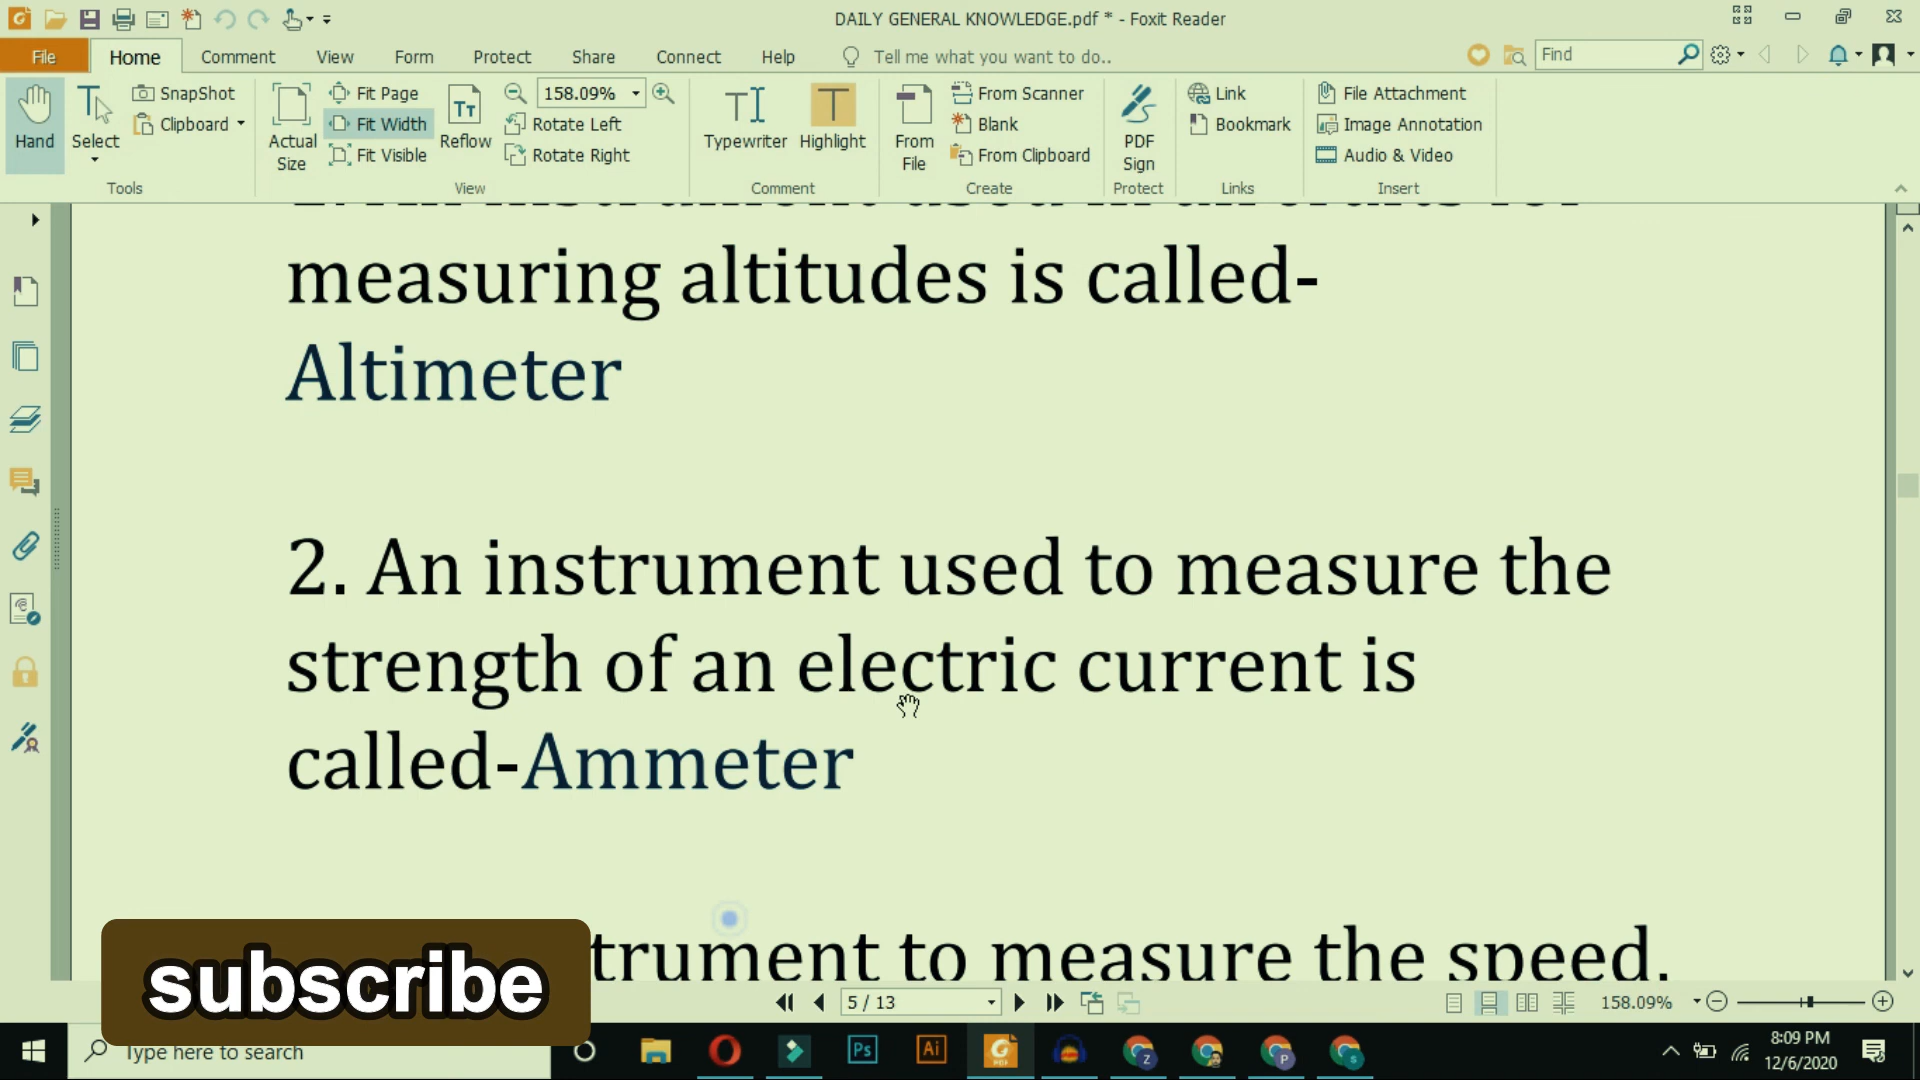 DAILY GENERAL KNOWLEDGE.pdf * - Foxit Reader
File Home Comment View Form Protect Share Connect Help Tell me what you want to do.. Find
SnapShot Fit Page 158.09% From Scanner Link File Attachment
Hand Select Clipboard Actual Size Fit Width Reflow Rotate Left Typewriter Highlight From File Blank PDF Sign Bookmark Image Annotation
Fit Visible Rotate Right From Clipboard Audio & Video
Tools View Comment Create Protect Links Insert
measuring altitudes is called-
Altimeter
2. An instrument used to measure the
strength of an electric current is
called-Ammeter
trument to measure the speed,
subscribe
5 / 13 158.09%
Type here to search
Ps Ai
8:09 PM
12/6/2020